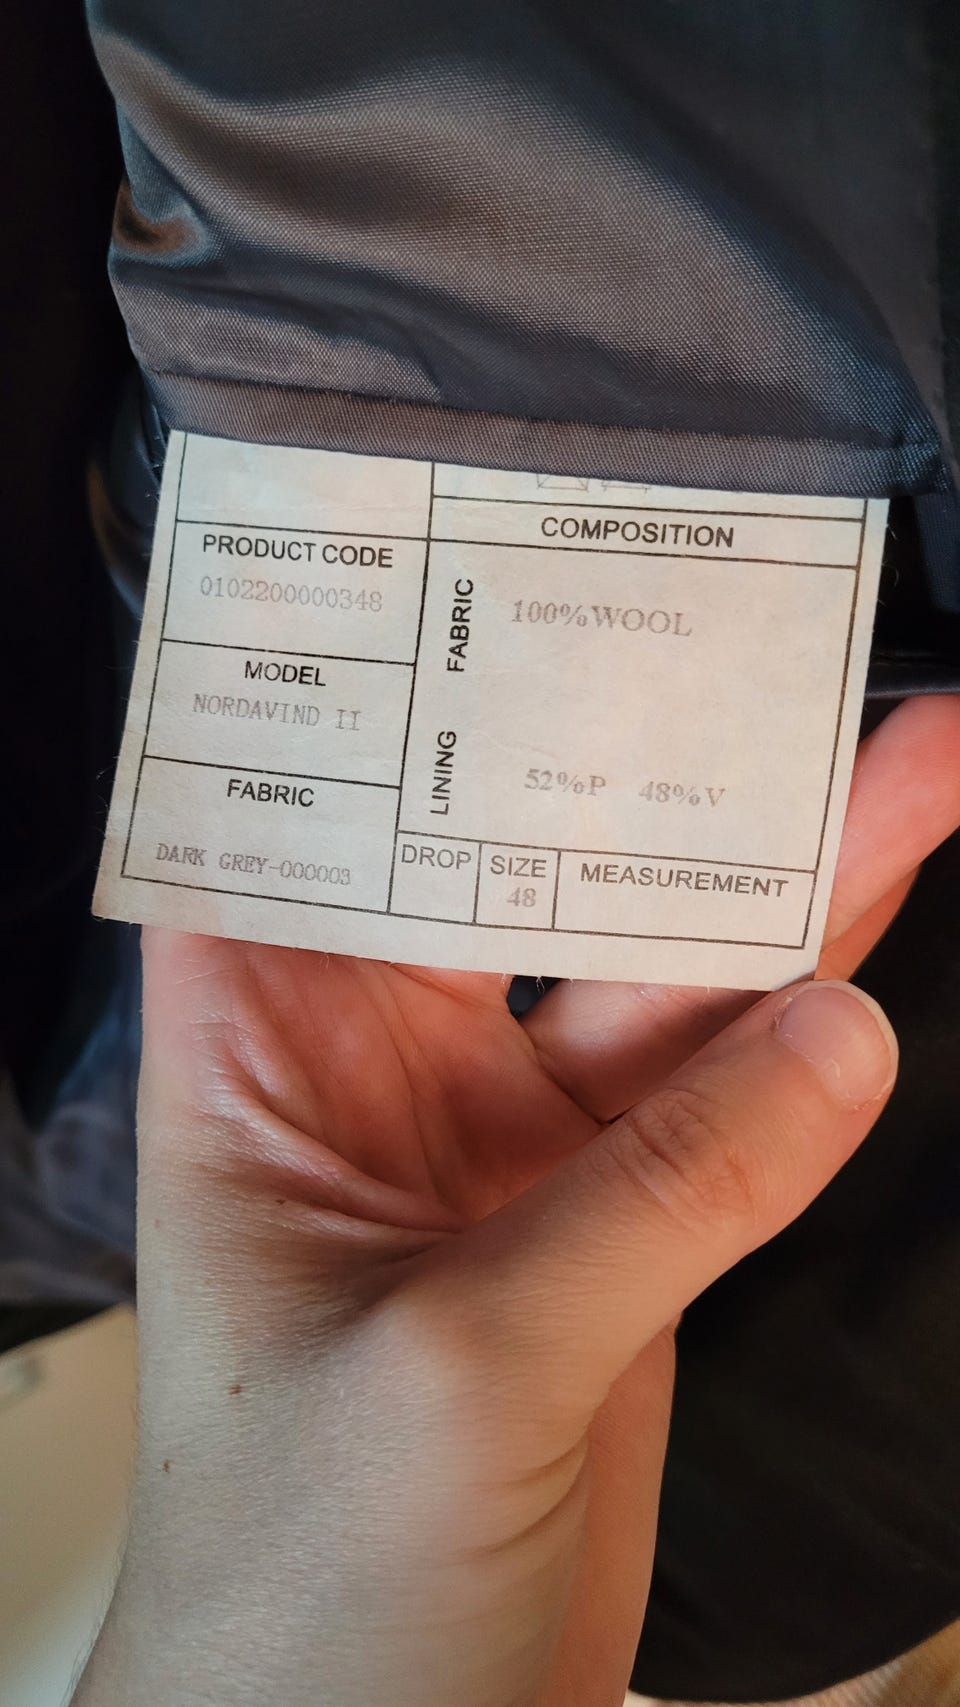 PRODUCT CODE
0102200000348
MODEL
NORDAVIND II
FABRIC
DARK GREY-000003
COMPOSITION
FABRIC
100%WOOL
LINING
52%P 48%V
DROP
SIZE
48
MEASUREMENT